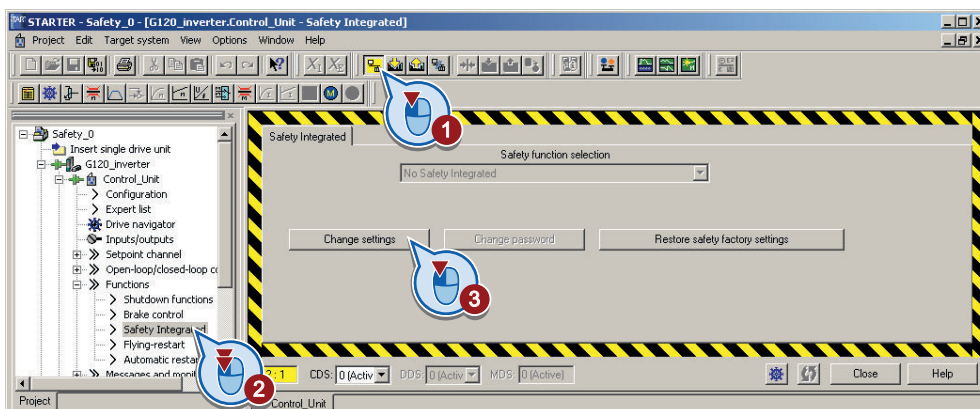 STARTER - Safety_0 - [G120_inverter.Control_Unit - Safety Integrated]
Project Edit Target system View Options Window Help
1
Safety_0
Insert single drive unit
G120_inverter
Control_Unit
Configuration
Expert list
Drive navigator
Inputs/outputs
Setpoint channel
Open-loop/closed-loop co
Functions
Shutdown functions
Brake control
Safety Integrated
Flying-restart
Automatic restar
Messages and monit
2
Project
Safety Integrated
Safety function selection
No Safety Integrated
Change settings
Change password
Restore safety factory settings
3
CDS: 0 (Activ DDS: 0 (Activ MDS: 0 (Active)
Close
Help
Control_Unit